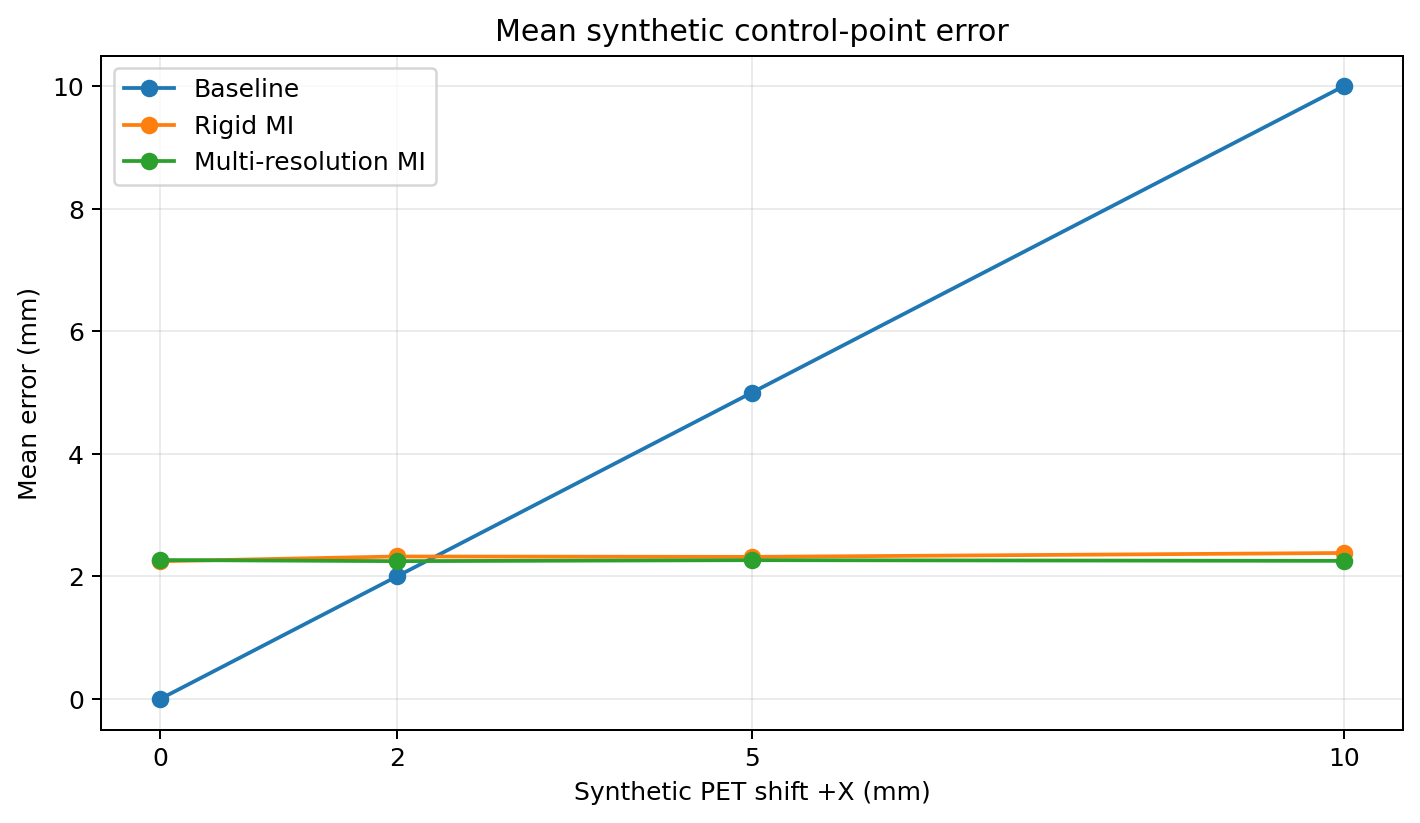 Mean synthetic control-point error
Baseline
Rigid MI
Multi-resolution MI
10
8
6
4
2
0
Mean error (mm)
0
2
5
10
Synthetic PET shift +X (mm)